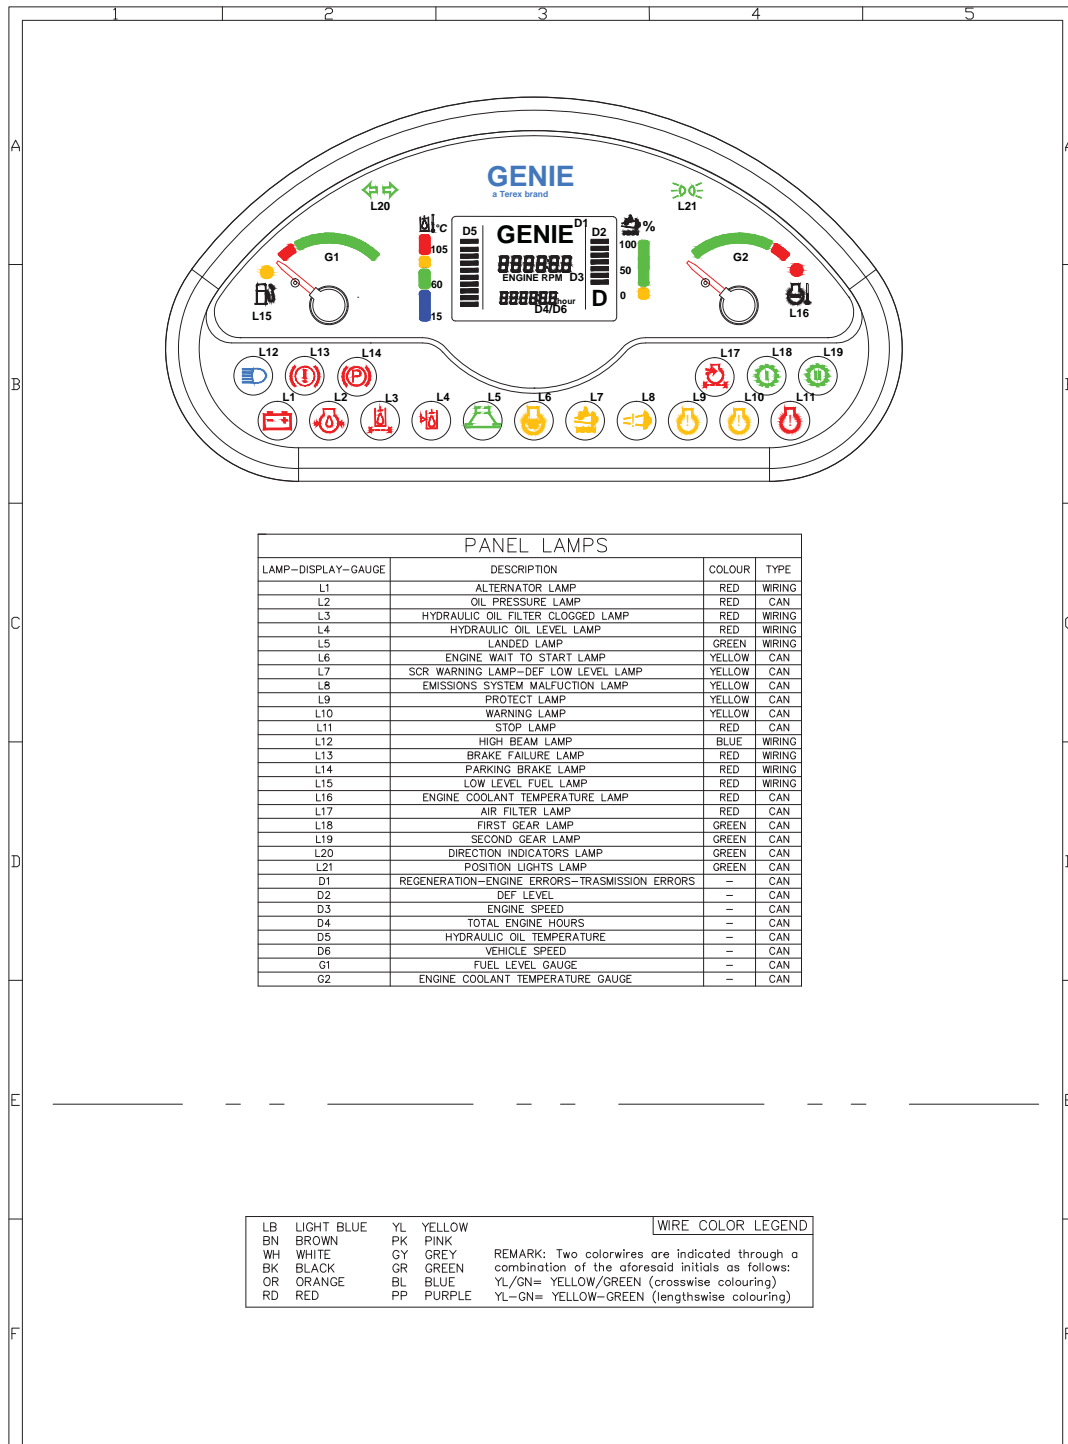 1 2 3 4 5
A
GENIE
a Terex brand
L20
L21
°C
105
60
15
D5
D1
D2
GENIE
888888
ENGINE RPM
D3
888888
hour
D4/D6
D
%
100
50
0
G1
G2
L15
L16
B
L12 L13 L14 L17 L18 L19
L1 L2 L3 L4 L5 L6 L7 L8 L9 L10 L11
PANEL LAMPS
LAMP-DISPLAY-GAUGE DESCRIPTION COLOUR TYPE
L1 ALTERNATOR LAMP RED WIRING
L2 OIL PRESSURE LAMP RED CAN
L3 HYDRAULIC OIL FILTER CLOGGED LAMP RED WIRING
L4 HYDRAULIC OIL LEVEL LAMP RED WIRING
L5 LANDED LAMP GREEN WIRING
L6 ENGINE WAIT TO START LAMP YELLOW CAN
L7 SCR WARNING LAMP-DEF LOW LEVEL LAMP YELLOW CAN
L8 EMISSIONS SYSTEM MALFUCTION LAMP YELLOW CAN
L9 PROTECT LAMP YELLOW CAN
L10 WARNING LAMP YELLOW CAN
L11 STOP LAMP RED CAN
L12 HIGH BEAM LAMP BLUE WIRING
L13 BRAKE FAILURE LAMP RED WIRING
L14 PARKING BRAKE LAMP RED WIRING
L15 LOW LEVEL FUEL LAMP RED WIRING
L16 ENGINE COOLANT TEMPERATURE LAMP RED CAN
L17 AIR FILTER LAMP RED CAN
L18 FIRST GEAR LAMP GREEN CAN
L19 SECOND GEAR LAMP GREEN CAN
L20 DIRECTION INDICATORS LAMP GREEN CAN
L21 POSITION LIGHTS LAMP GREEN CAN
D1 REGENERATION-ENGINE ERRORS-TRASMISSION ERRORS - CAN
D2 DEF LEVEL - CAN
D3 ENGINE SPEED - CAN
D4 TOTAL ENGINE HOURS - CAN
D5 HYDRAULIC OIL TEMPERATURE - CAN
D6 VEHICLE SPEED - CAN
G1 FUEL LEVEL GAUGE - CAN
G2 ENGINE COOLANT TEMPERATURE GAUGE - CAN
C
D
E
WIRE COLOR LEGEND
LB LIGHT BLUE YL YELLOW
BN BROWN PK PINK
WH WHITE GY GREY
BK BLACK GR GREEN
OR ORANGE BL BLUE
RD RED PP PURPLE
REMARK: Two colorwires are indicated through a
combination of the aforesaid initials as follows:
YL/GN= YELLOW/GREEN (crosswise colouring)
YL-GN= YELLOW-GREEN (lengthswise colouring)
F